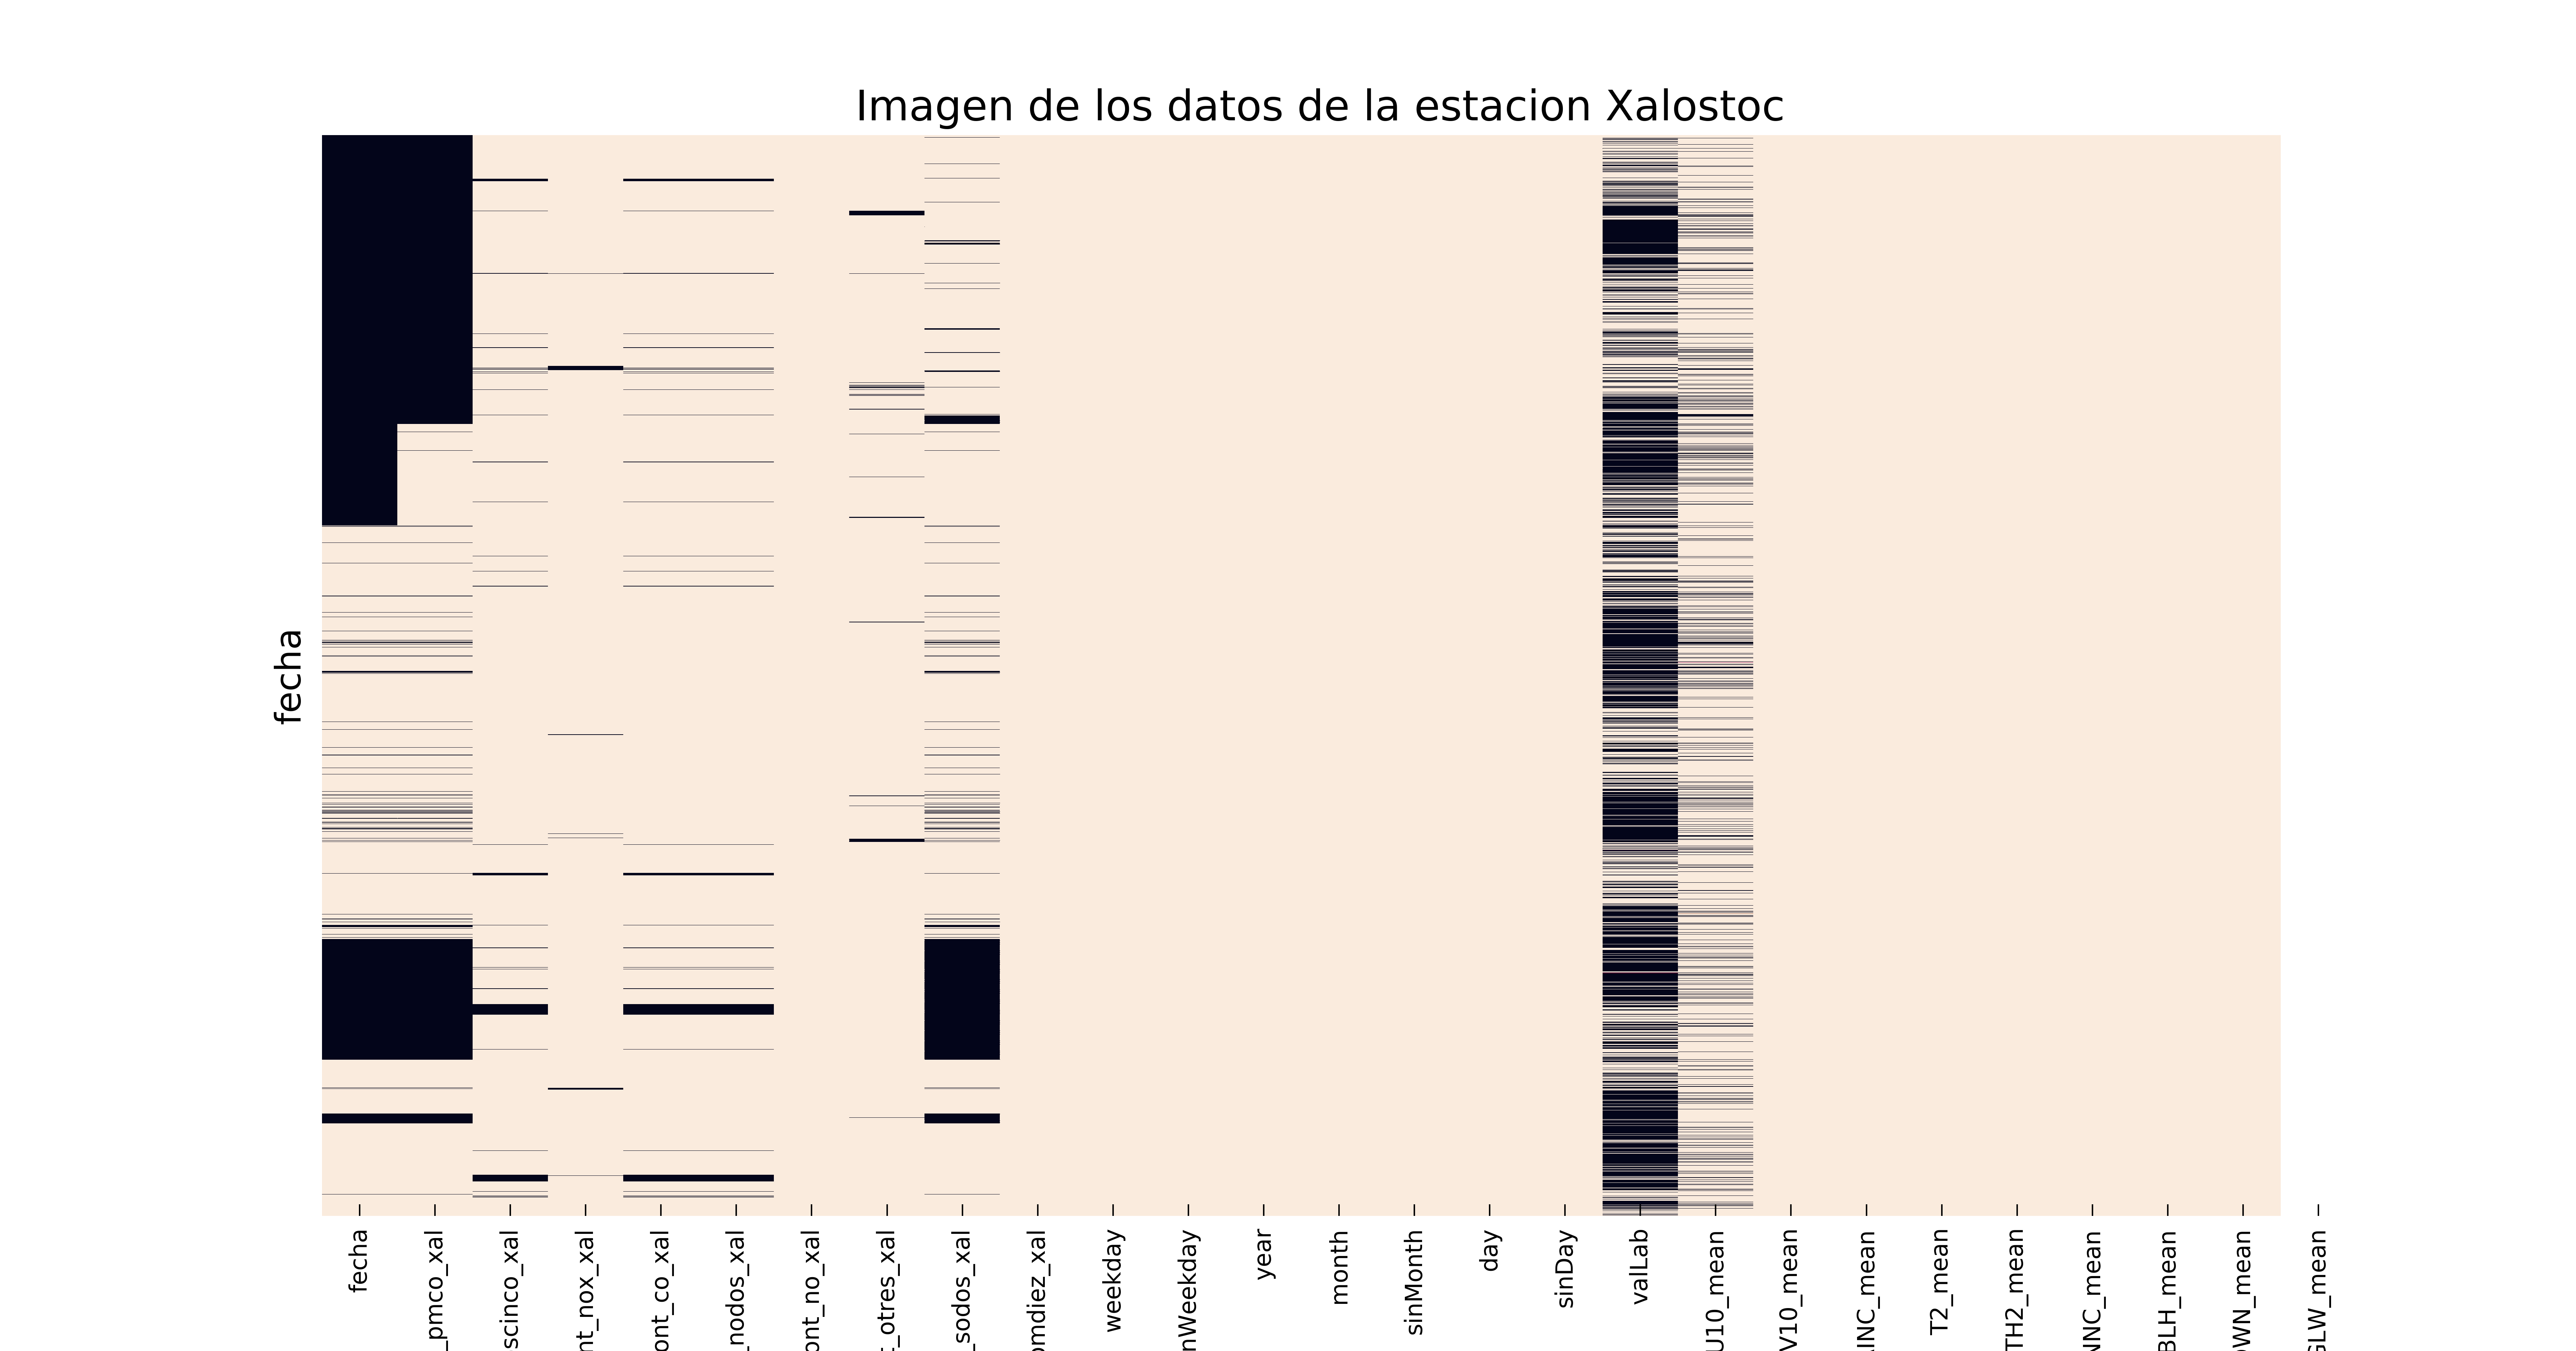 Imagen de los datos de la estacion Xalostoc
fecha
fecha
_pmco_xal
scinco_xal
nt_nox_xal
ont_co_xal
_nodos_xal
ont_no_xal
_otres_xal
_sodos_xal
omdiez_xal
weekday
nWeekday
year
month
sinMonth
day
sinDay
valLab
U10_mean
V10_mean
INC_mean
T2_mean
TH2_mean
NNC_mean
BLH_mean
OWN_mean
GLW_mean